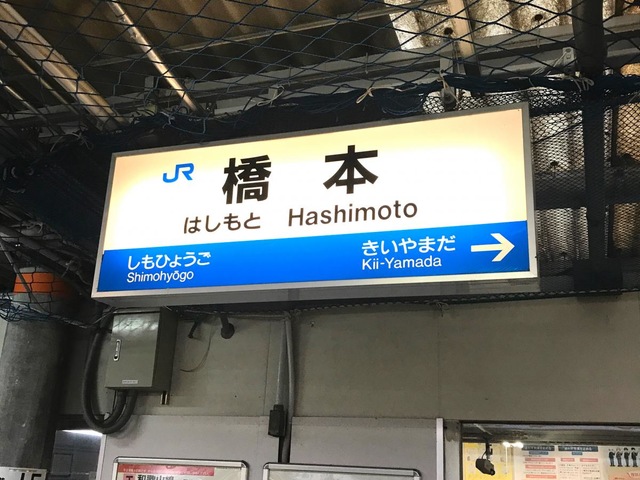 JR 橋本
はしもと Hashimoto
しもひょうご きいやまだ →
Shimohyōgo Kii-Yamada